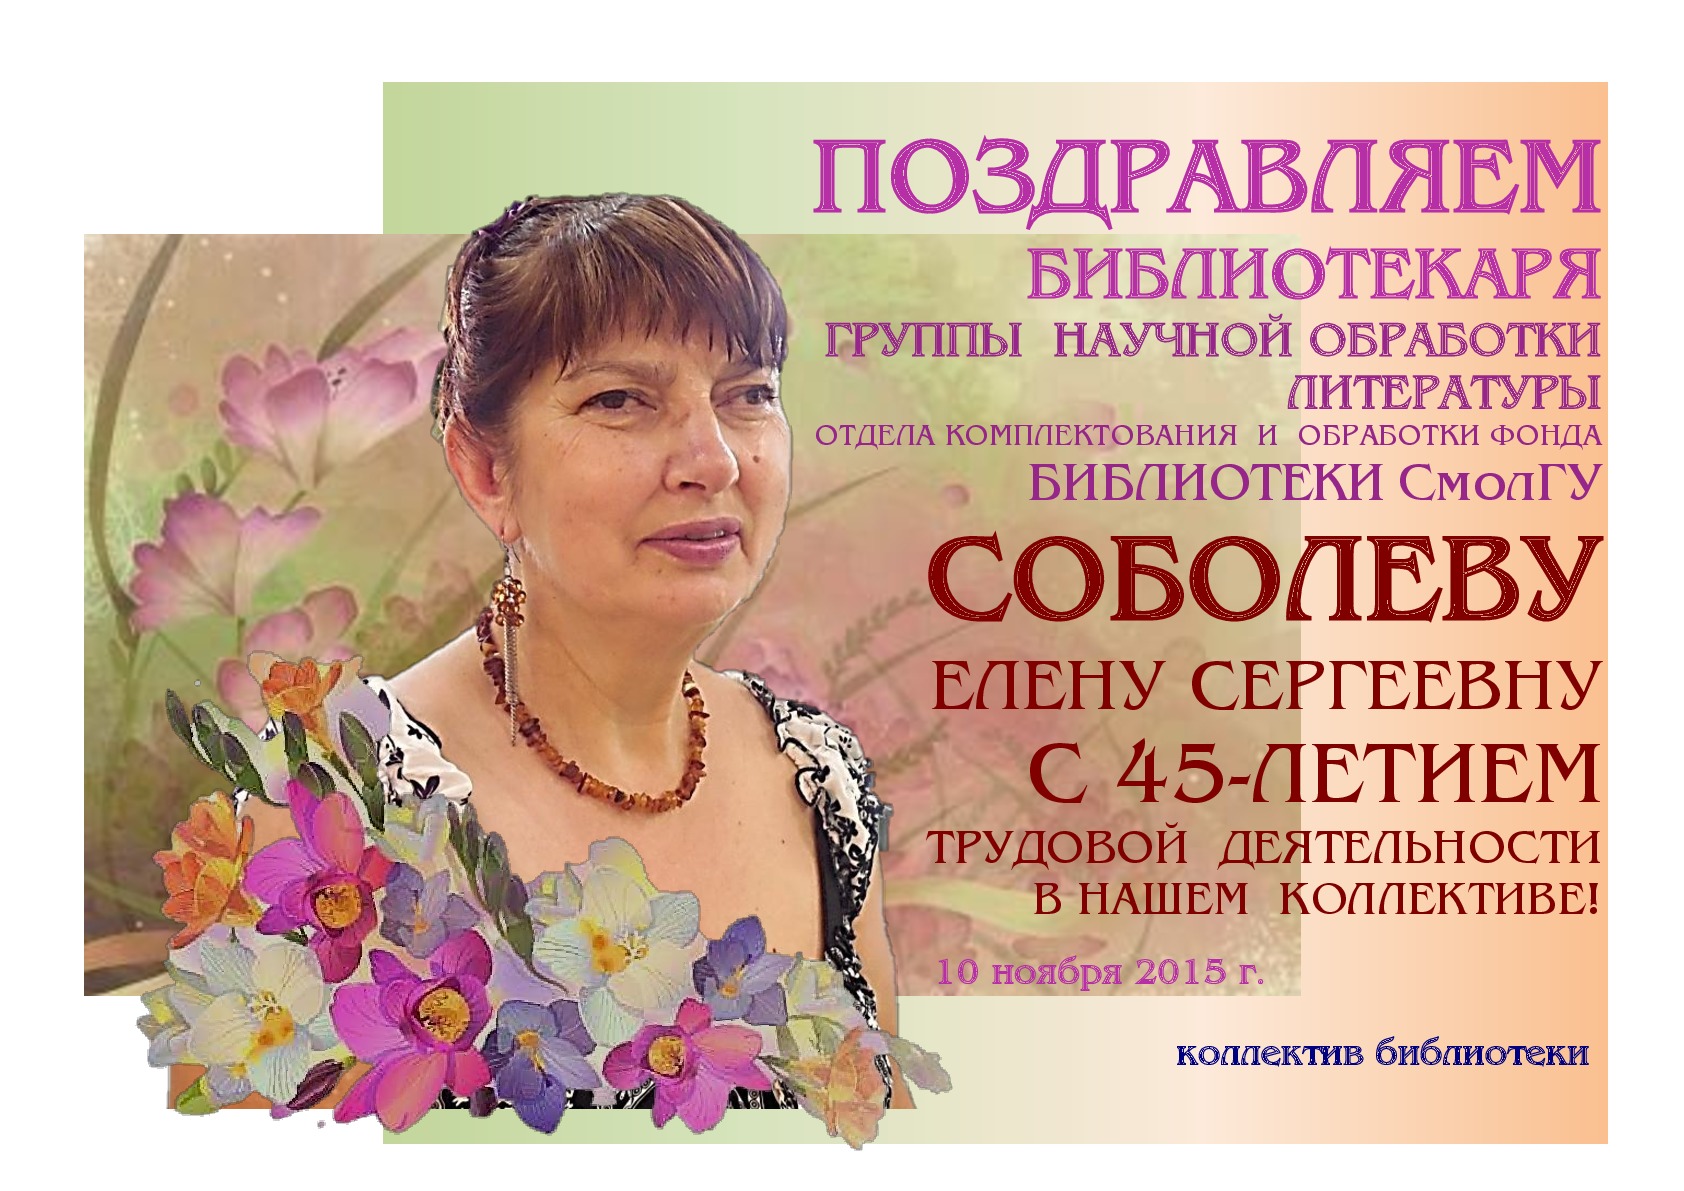 ПОЗДРАВЛЯЕМ
БИБЛИОТЕКАРЯ
ГРУППЫ НАУЧНОЙ ОБРАБОТКИ
ЛИТЕРАТУРЫ
ОТДЕЛА КОМПЛЕКТОВАНИЯ И ОБРАБОТКИ ФОНДА
БИБЛИОТЕКИ СмолГУ
СОБОЛЕВУ
ЕЛЕНУ СЕРГЕЕВНУ
С 45-ЛЕТИЕМ
ТРУДОВОЙ ДЕЯТЕЛЬНОСТИ
В НАШЕМ КОЛЛЕКТИВЕ!
10 ноября 2015 г.
коллектив библиотеки